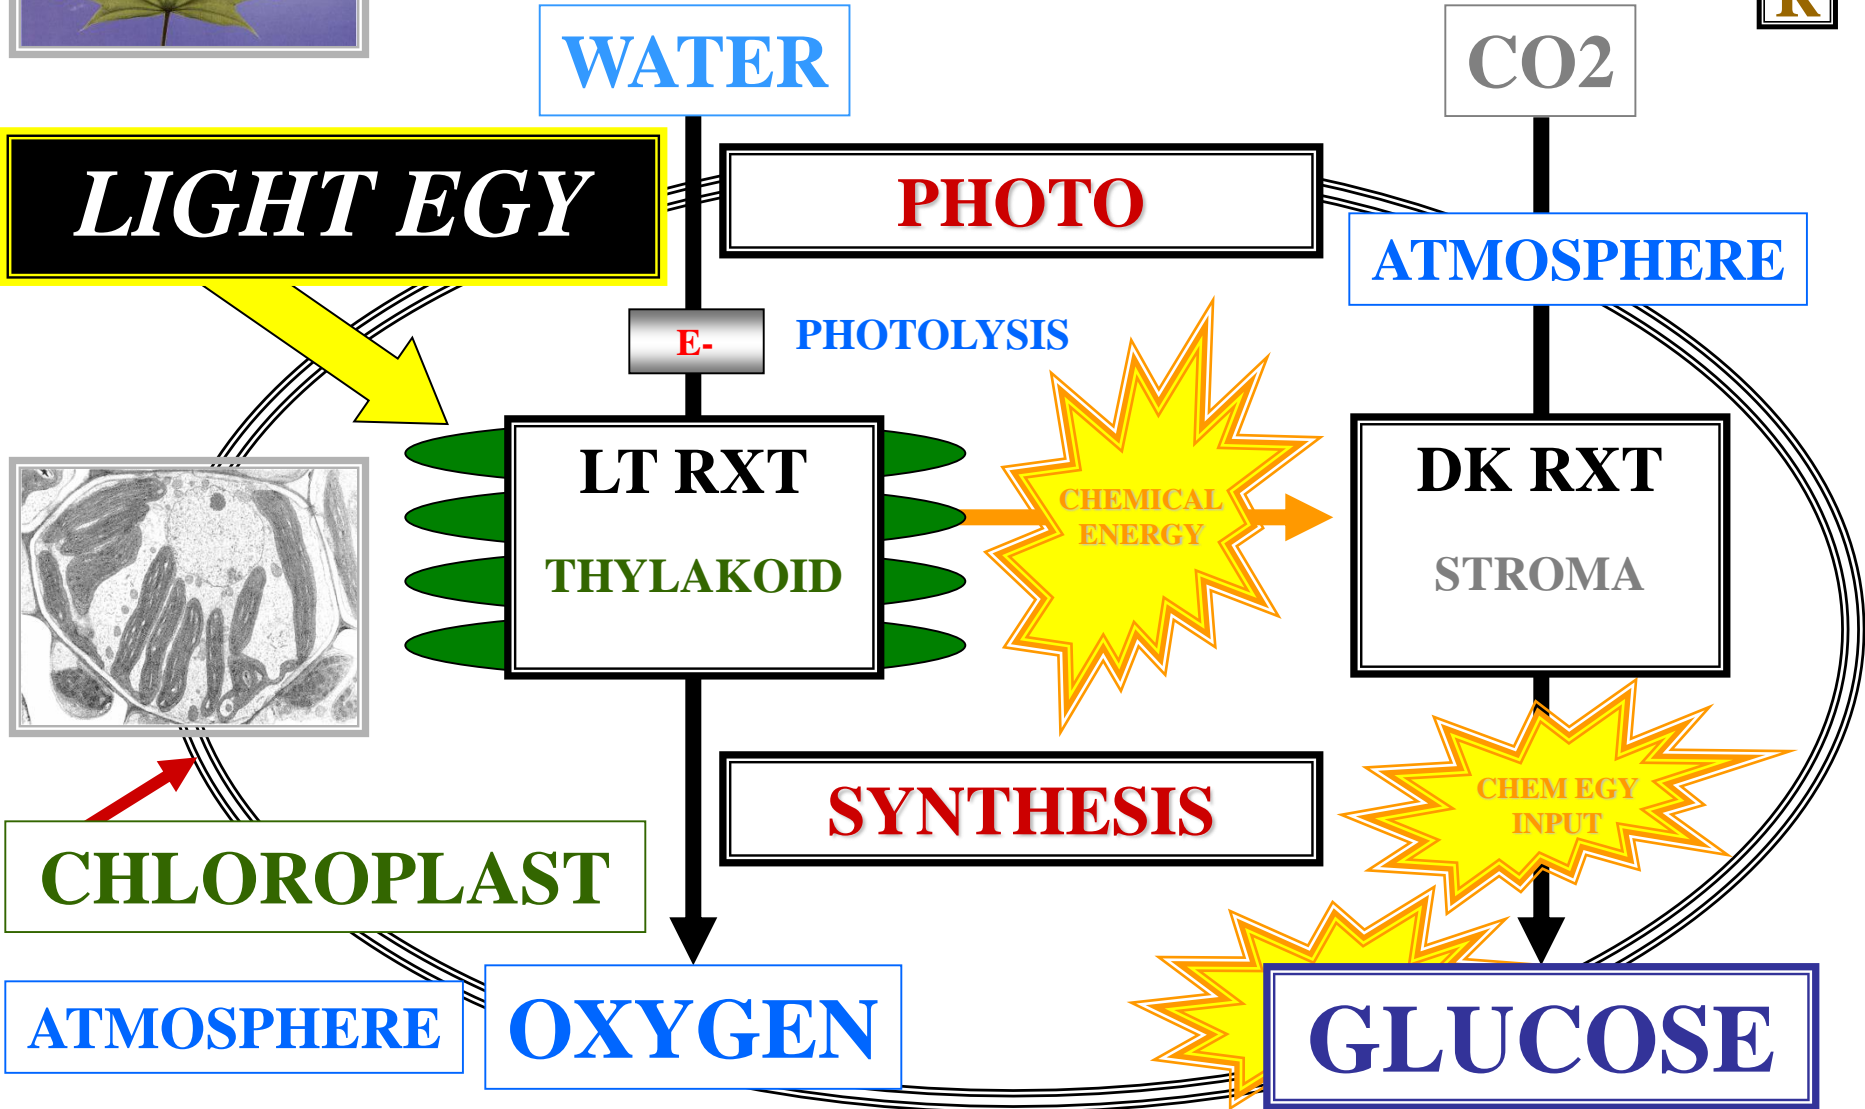 R
WATER
CO2
LIGHT EGY
PHOTO
ATMOSPHERE
E-
PHOTOLYSIS
LT RXT
THYLAKOID
CHEMICAL
ENERGY
DK RXT
STROMA
SYNTHESIS
CHEM EGY
INPUT
CHLOROPLAST
ATMOSPHERE
OXYGEN
GLUCOSE